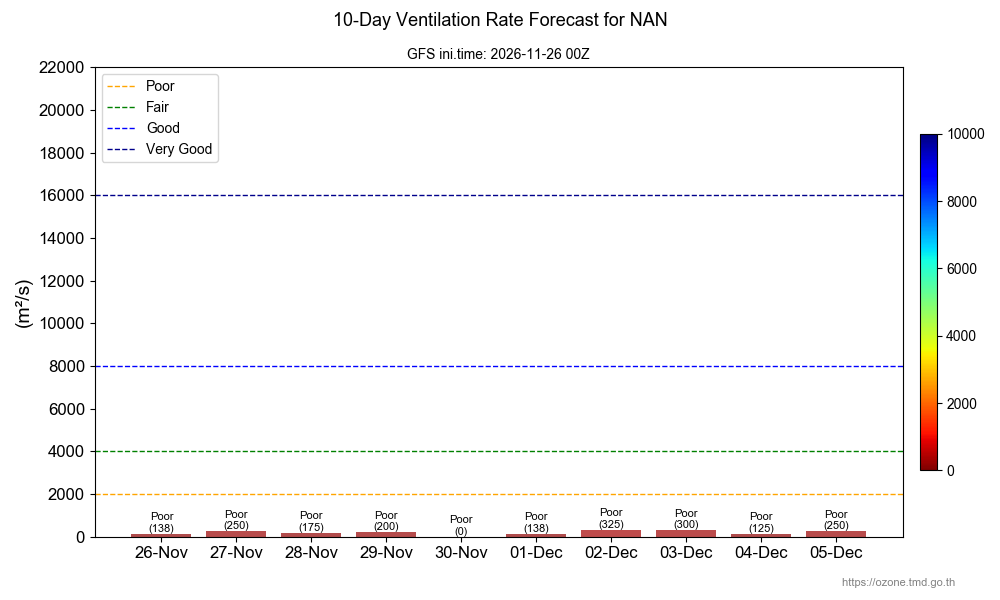 10-Day Ventilation Rate Forecast for NAN
GFS ini.time: 2026-11-26 00Z
(m²/s)
22000
20000
18000
16000
14000
12000
10000
8000
6000
4000
2000
0
Poor
Fair
Good
Very Good
Poor
(138)
Poor
(250)
Poor
(175)
Poor
(200)
Poor
(0)
Poor
(138)
Poor
(325)
Poor
(300)
Poor
(125)
Poor
(250)
26-Nov 27-Nov 28-Nov 29-Nov 30-Nov 01-Dec 02-Dec 03-Dec 04-Dec 05-Dec
10000
8000
6000
4000
2000
0
https://ozone.tmd.go.th